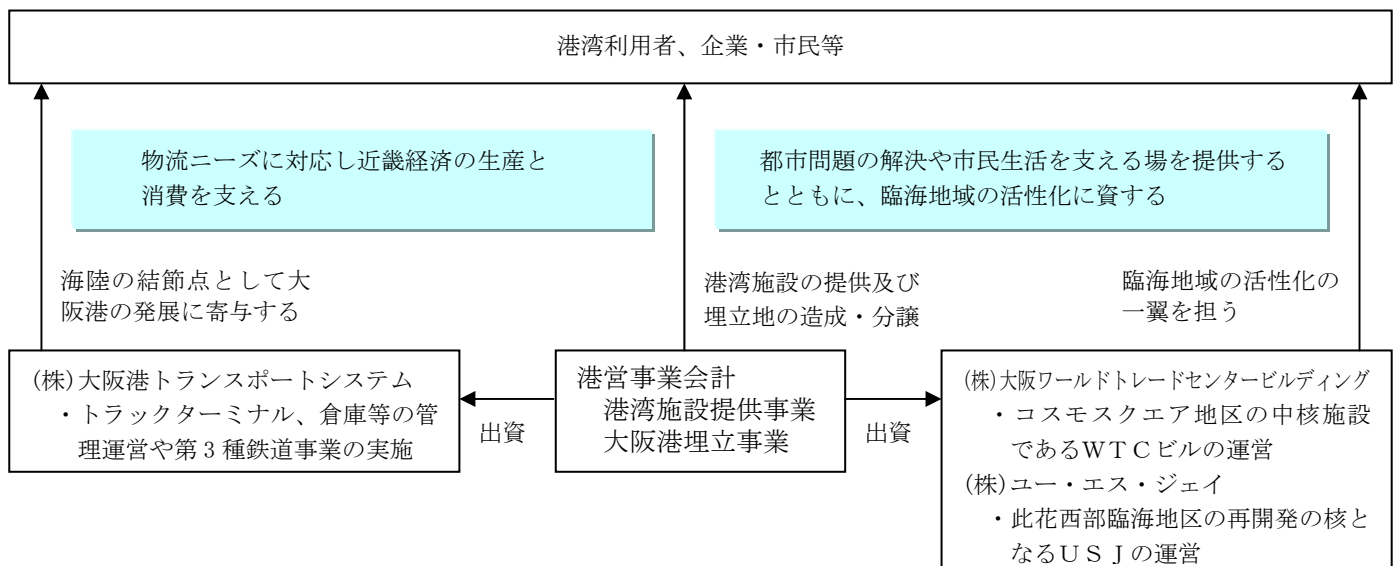 港湾利用者、企業・市民等
物流ニーズに対応し近畿経済の生産と
消費を支える
都市問題の解決や市民生活を支える場を提供する
とともに、臨海地域の活性化に資する
海陸の結節点として大
阪港の発展に寄与する
港湾施設の提供及び
埋立地の造成・分譲
臨海地域の活性化の
一翼を担う
(株)大阪港トランスポートシステム
・トラックターミナル、倉庫等の管
理運営や第3種鉄道事業の実施
出資
港営事業会計
港湾施設提供事業
大阪港埋立事業
出資
(株)大阪ワールドトレードセンタービルディング
・コスモスクエア地区の中核施設
であるWTCビルの運営
(株)ユー・エス・ジェイ
・此花西部臨海地区の再開発の核と
なるUSJの運営